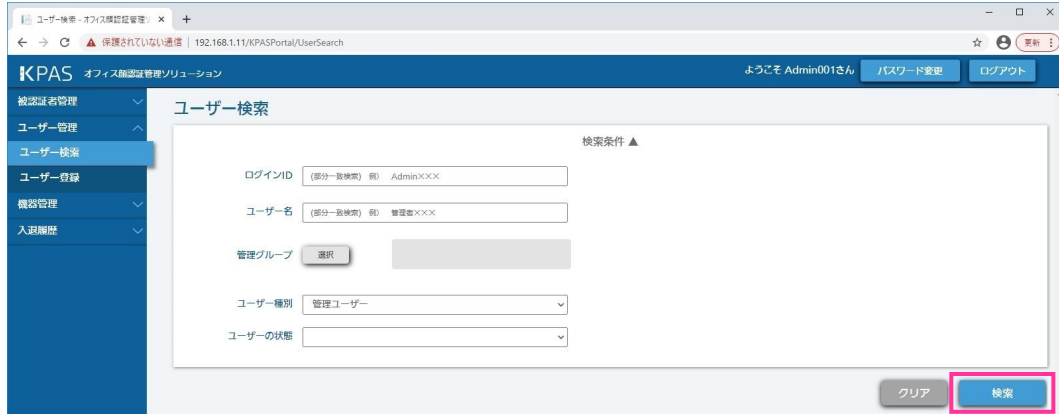 ユーザー検索 - オフィス顔認証管理ソ
保護されていない通信 | 192.168.1.11/KPASPortal/UserSearch
更新
KPAS オフィス顔認証管理ソリューション
ようこそ Admin001さん
パスワード変更
ログアウト
被認証者管理
ユーザー管理
ユーザー検索
ユーザー登録
機器管理
入退履歴
ユーザー検索
検索条件 ▲
ログインID (部分一致検索) 例) Admin×××
ユーザー名 (部分一致検索) 例) 管理者×××
管理グループ 選択
ユーザー種別 管理ユーザー
ユーザーの状態
クリア
検索